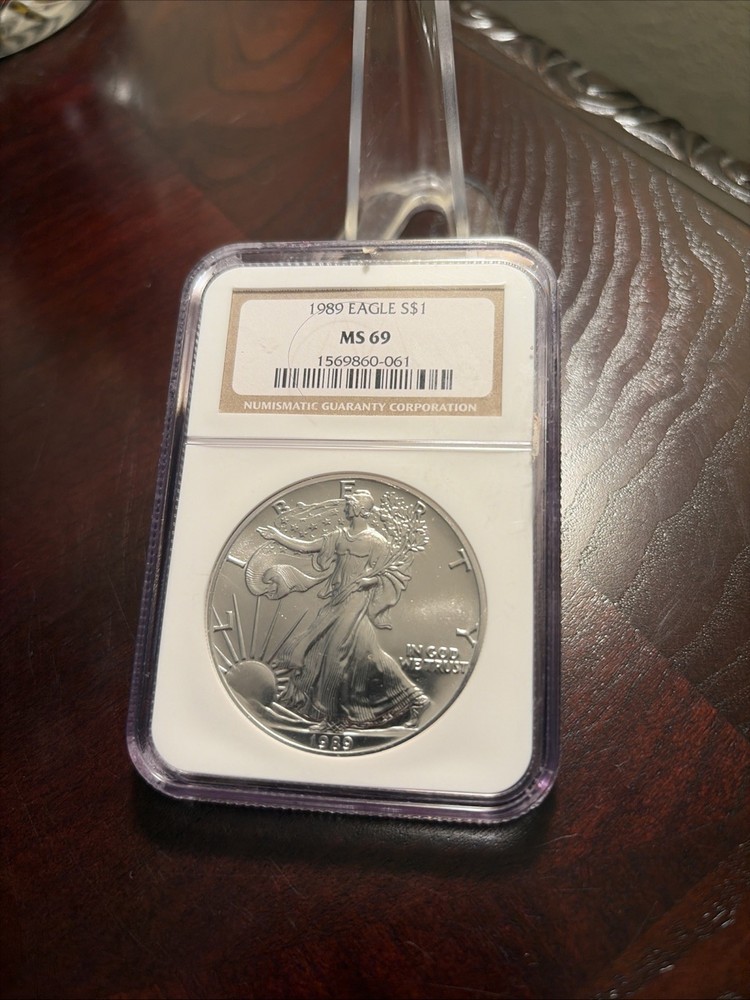 1989 EAGLE S$1
MS 69
1569860-061
NUMISMATIC GUARANTY CORPORATION
LIBERTY
IN GOD
WE TRUST
1989